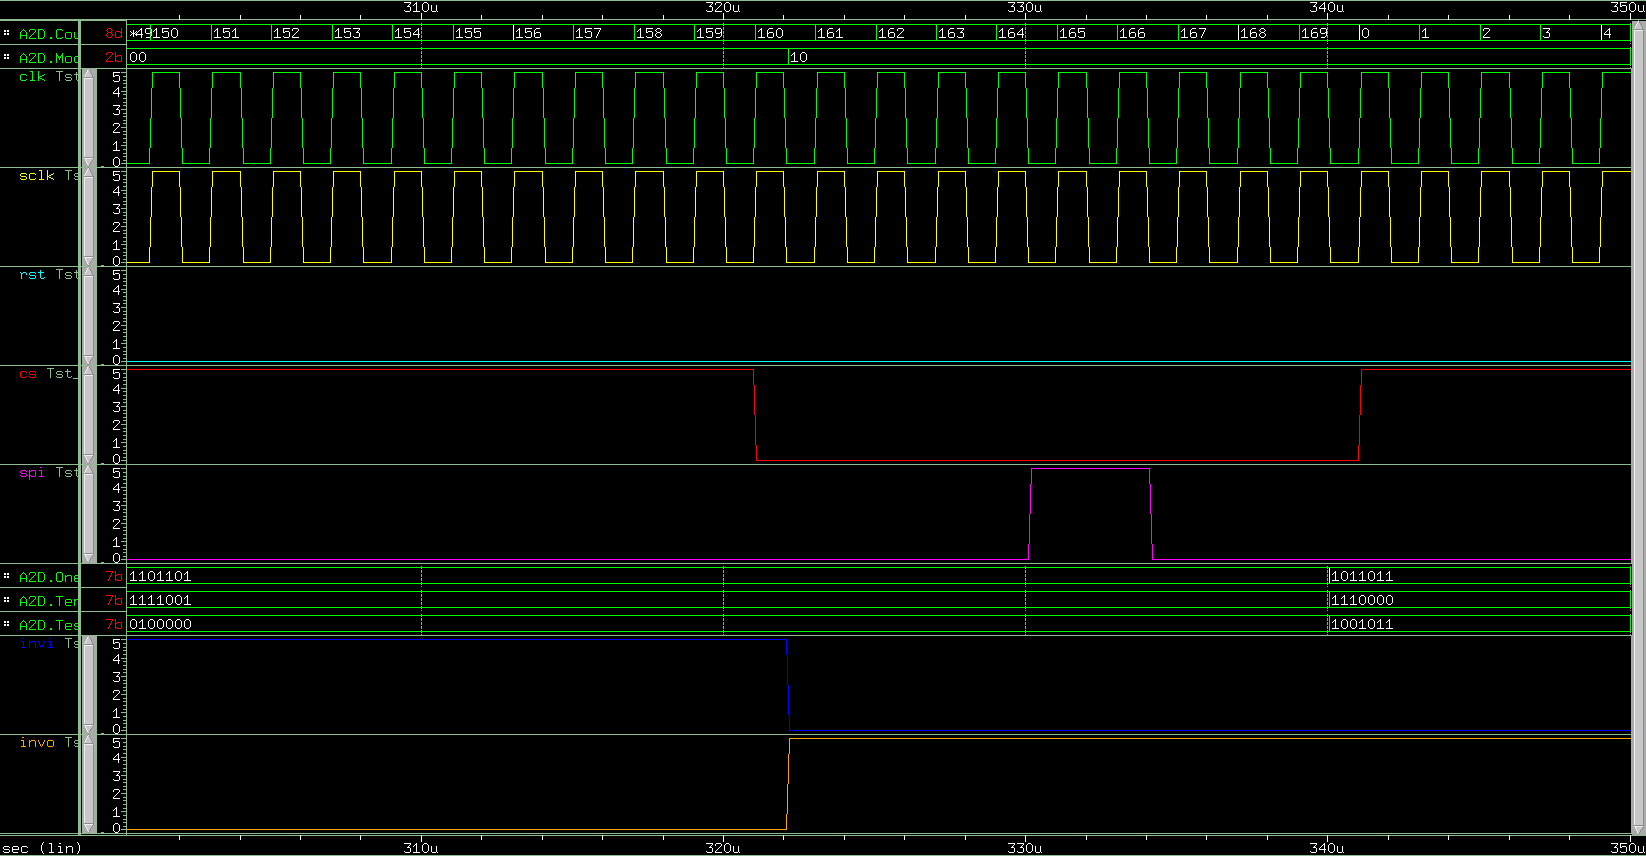 310u 320u 330u 340u 350u
A2D.Cou 8d *49 150 151 152 153 154 155 156 157 158 159 160 161 162 163 164 165 166 167 168 169 0 1 2 3 4
A2D.Mod 2b 00 10
clk Tst 5
4
3
2
1
0
sclk Ts 5
4
3
2
1
0
rst Tst 5
4
3
2
1
0
cs Tst_ 5
4
3
2
1
0
spi Tst 5
4
3
2
1
0
A2D.One 7b 1101101 1011011
A2D.Ten 7b 1111001 1110000
A2D.Tes 7b 0100000 1001011
invi Ts 5
4
3
2
1
0
invo Ts 5
4
3
2
1
0
sec (lin) 310u 320u 330u 340u 350u